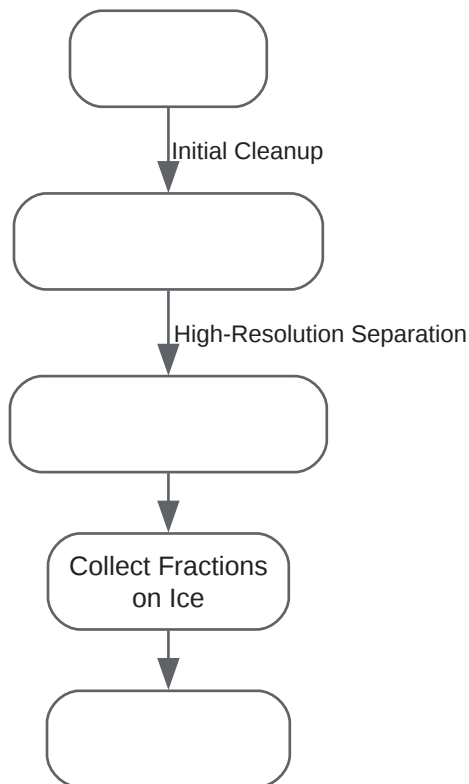 Initial Cleanup
High-Resolution Separation
Collect Fractions
on Ice